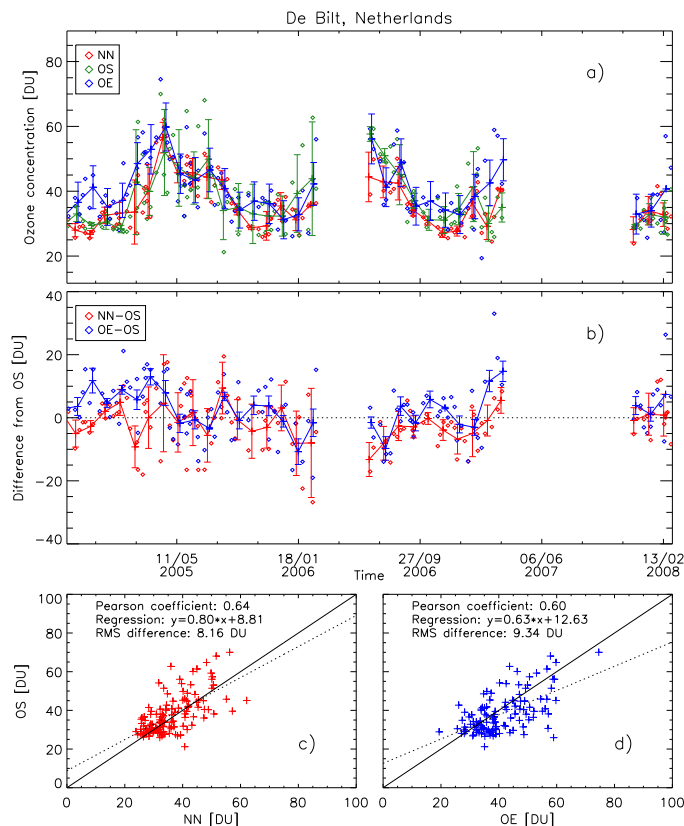 De Bilt, Netherlands
Ozone concentration [DU]
80
60
40
20
NN
OS
OE
a)
Difference from OS [DU]
40
20
0
-20
-40
NN-OS
OE-OS
b)
11/05 2005
18/01 2006
27/09 2006
06/06 2007
13/02 2008
Time
OS [DU]
100
80
60
40
20
0
Pearson coefficient: 0.64
Regression: y=0.80*x+8.81
RMS difference: 8.16 DU
c)
0 20 40 60 80 100
NN [DU]
Pearson coefficient: 0.60
Regression: y=0.63*x+12.63
RMS difference: 9.34 DU
d)
0 20 40 60 80 100
OE [DU]